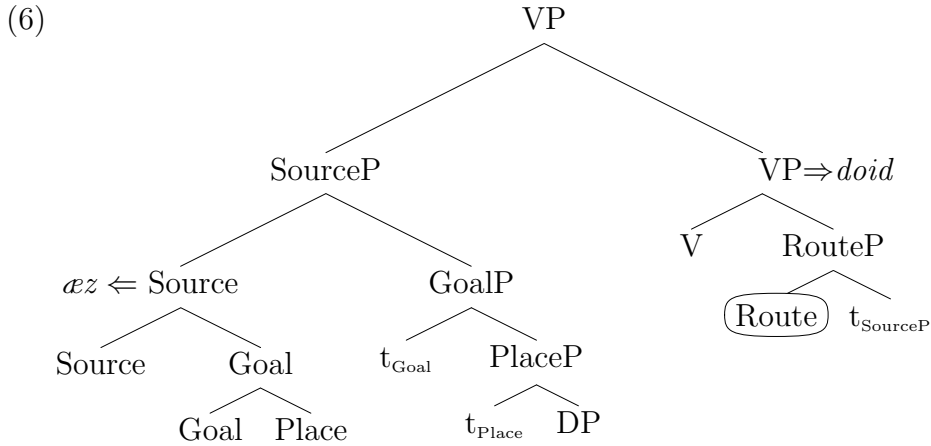 (6) VP
SourceP VP⇒doid
V RouteP
æz ⇐ Source GoalP
Route t_SourceP
Source Goal t_Goal PlaceP
Goal Place t_Place DP